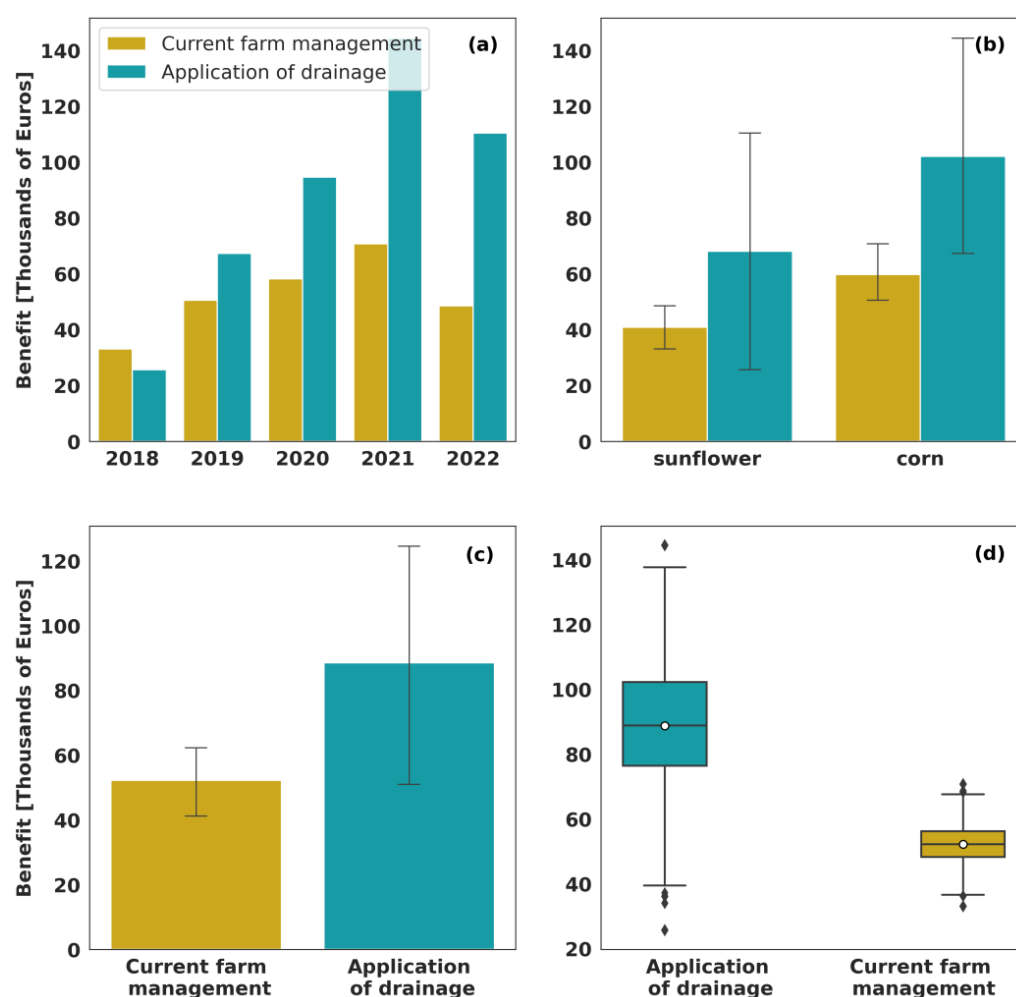 Current farm management
Application of drainage
(a)
Benefit [Thousands of Euros]
140
120
100
80
60
40
20
0
2018 2019 2020 2021 2022
(b)
140
120
100
80
60
40
20
0
sunflower corn
(c)
Benefit [Thousands of Euros]
120
100
80
60
40
20
0
Current farm Application
management of drainage
(d)
140
120
100
80
60
40
20
Application Current farm
of drainage management